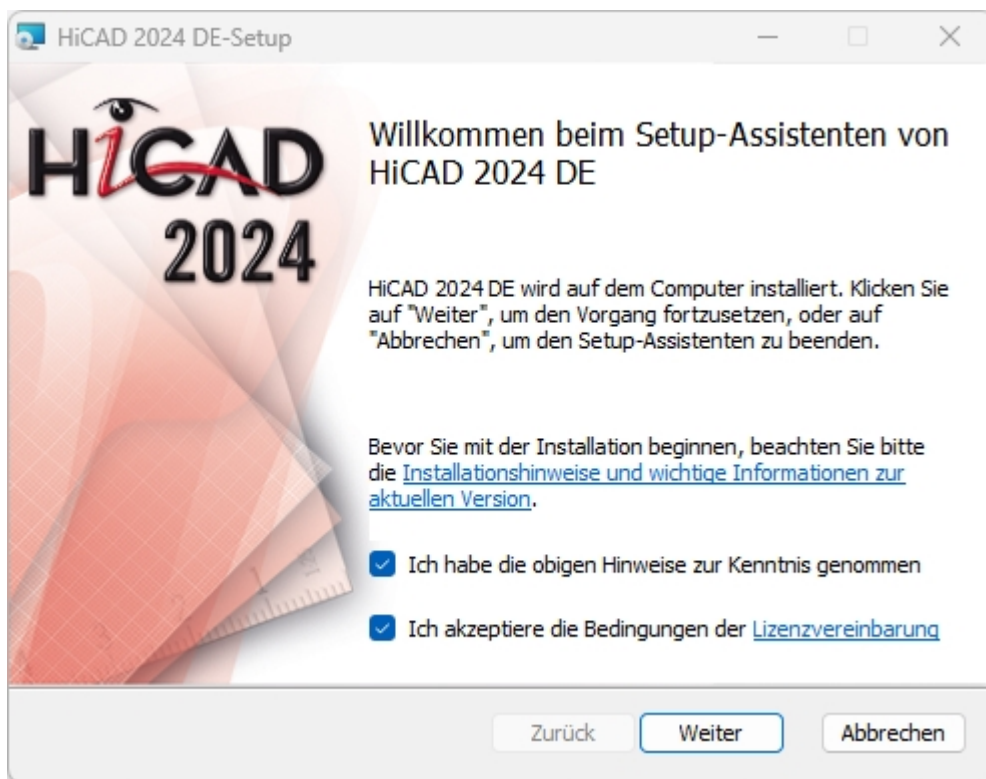 HiCAD 2024 DE-Setup
HiCAD
2024
Willkommen beim Setup-Assistenten von
HiCAD 2024 DE
HiCAD 2024 DE wird auf dem Computer installiert. Klicken Sie
auf "Weiter", um den Vorgang fortzusetzen, oder auf
"Abbrechen", um den Setup-Assistenten zu beenden.
Bevor Sie mit der Installation beginnen, beachten Sie bitte
die Installationshinweise und wichtige Informationen zur
aktuellen Version.
Ich habe die obigen Hinweise zur Kenntnis genommen
Ich akzeptiere die Bedingungen der Lizenzvereinbarung
Zurück Weiter Abbrechen